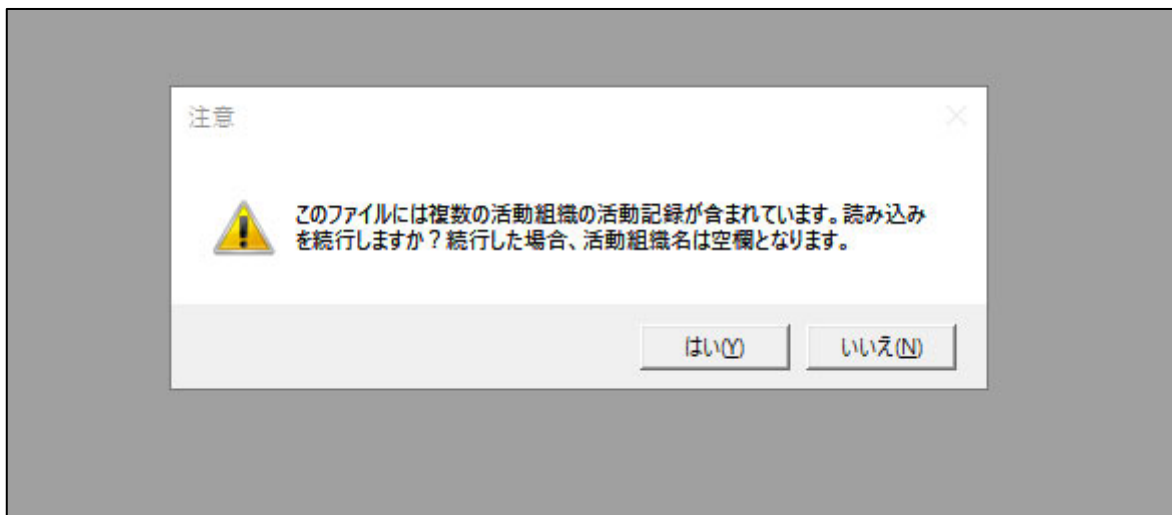 注意
このファイルには複数の活動組織の活動記録が含まれています。読み込み
を続行しますか？続行した場合、活動組織名は空欄となります。
はい(Y)
いいえ(N)